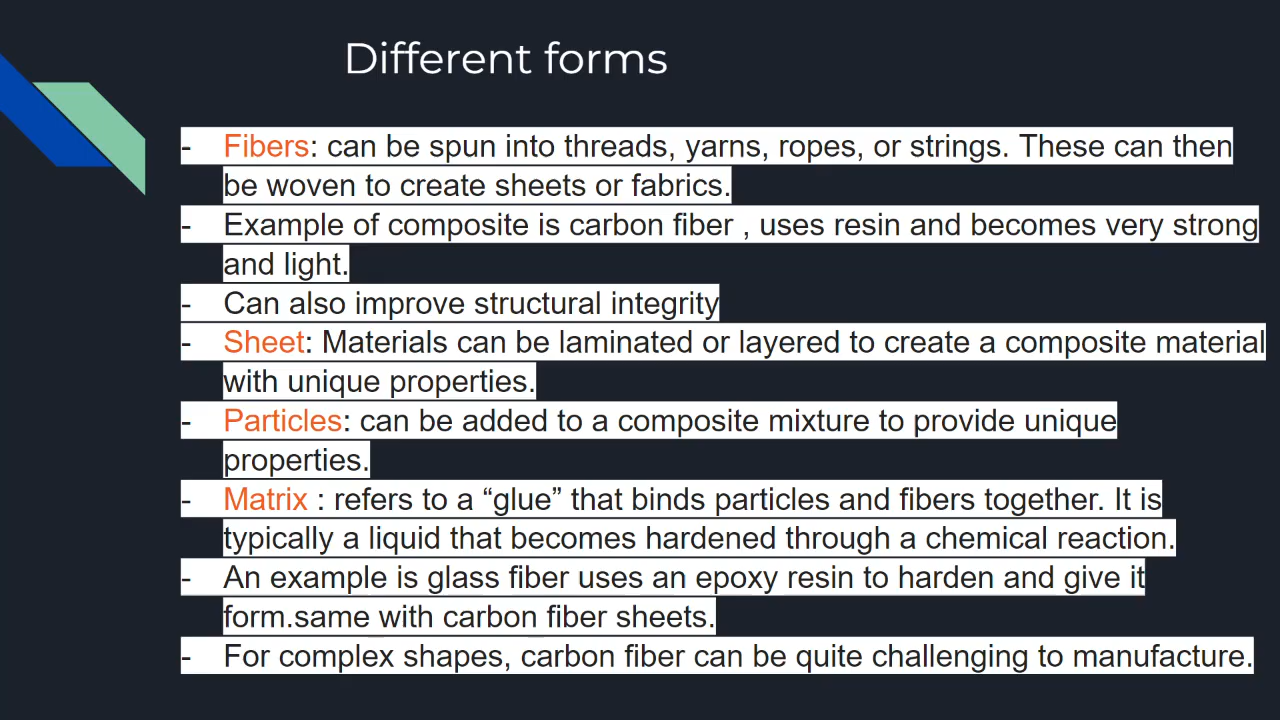 Different forms
- Fibers: can be spun into threads, yarns, ropes, or strings. These can then
be woven to create sheets or fabrics.
- Example of composite is carbon fiber , uses resin and becomes very strong
and light.
- Can also improve structural integrity
- Sheet: Materials can be laminated or layered to create a composite material
with unique properties.
- Particles: can be added to a composite mixture to provide unique
properties.
- Matrix : refers to a “glue” that binds particles and fibers together. It is
typically a liquid that becomes hardened through a chemical reaction.
- An example is glass fiber uses an epoxy resin to harden and give it
form.same with carbon fiber sheets.
- For complex shapes, carbon fiber can be quite challenging to manufacture.